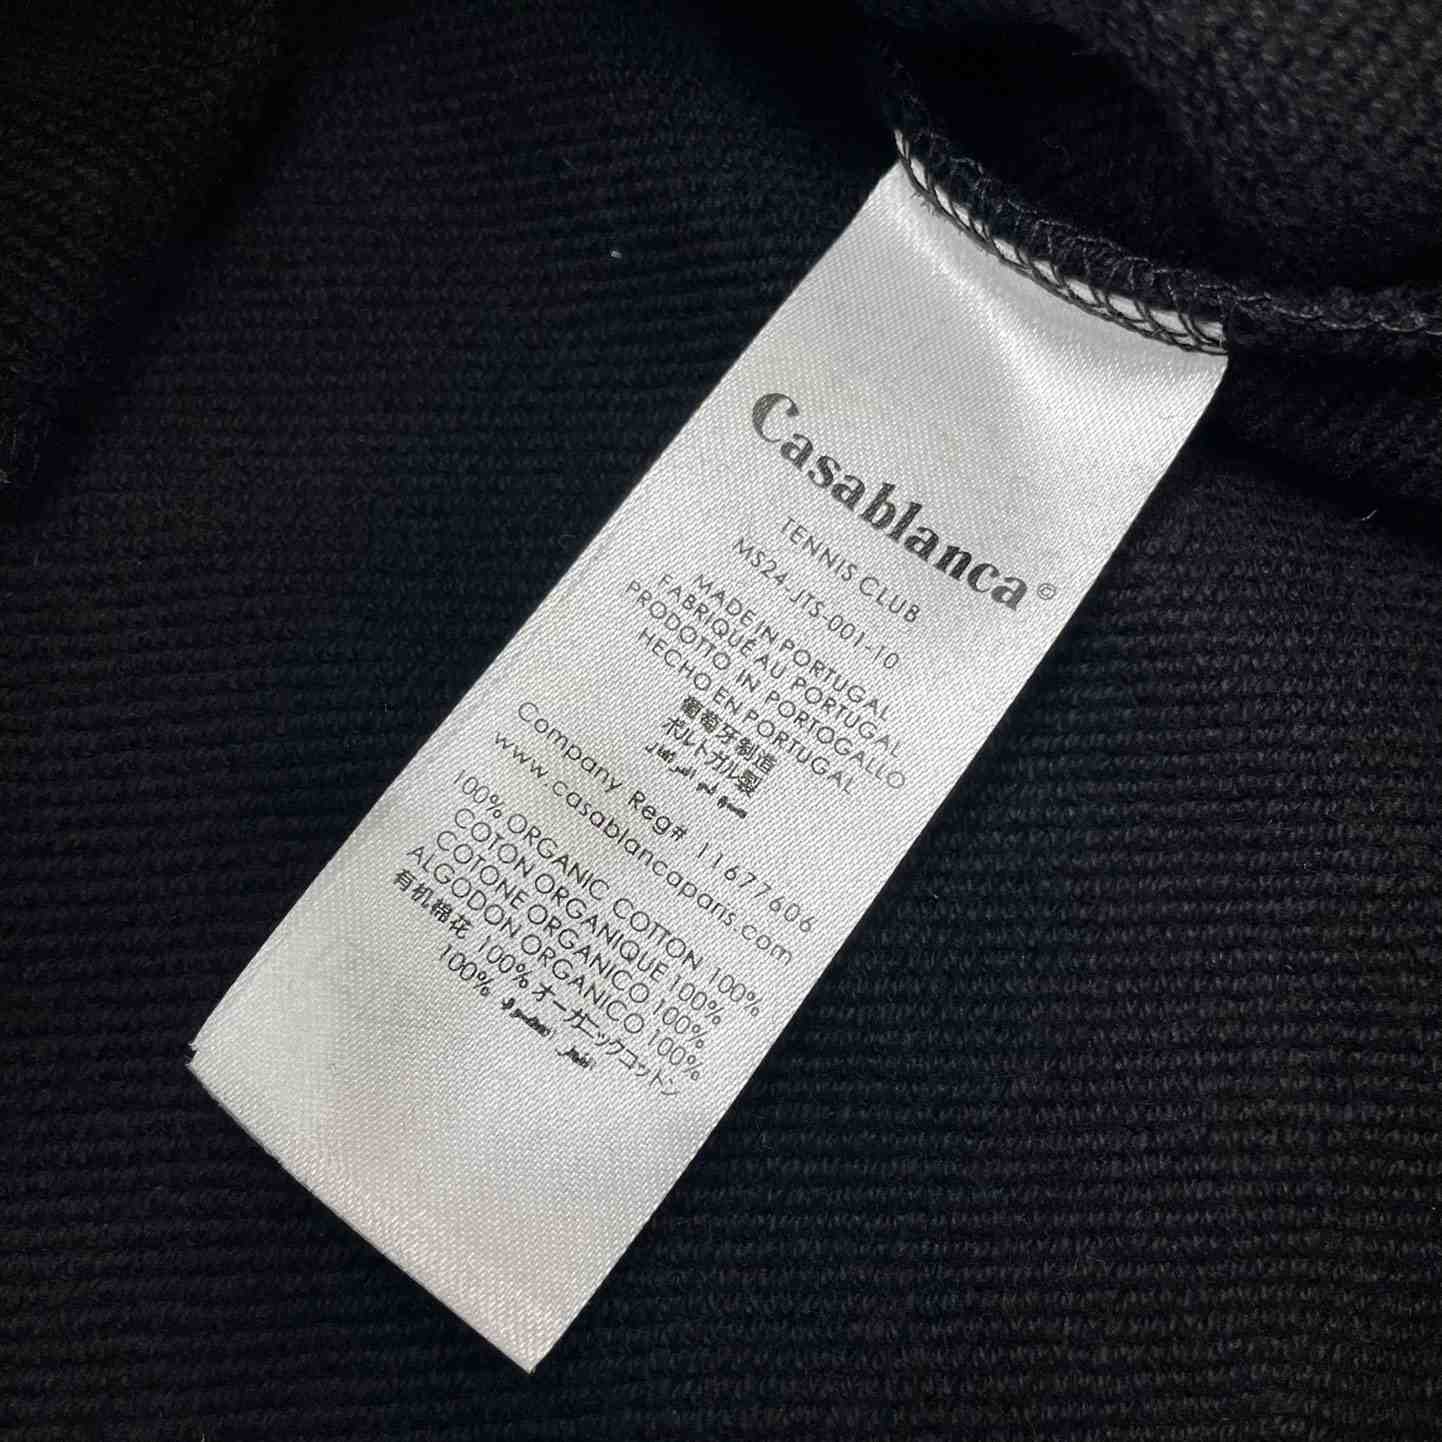 Casablanca©
TENNIS CLUB
MS24-JTS-001-10
MADE IN PORTUGAL
FABRIQUÉ AU PORTUGAL
PRODOTTO IN PORTOGALLO
HECHO EN PORTUGAL
葡萄牙制造
ポルトガル製
Company Reg# 11677606
www.casablancaparis.com
100% ORGANIC COTTON 100%
COTON ORGANIQUE 100%
COTONE ORGANICO 100%
ALGODON ORGANICO 100%
有机棉花 100% オーガニックコットン
100%